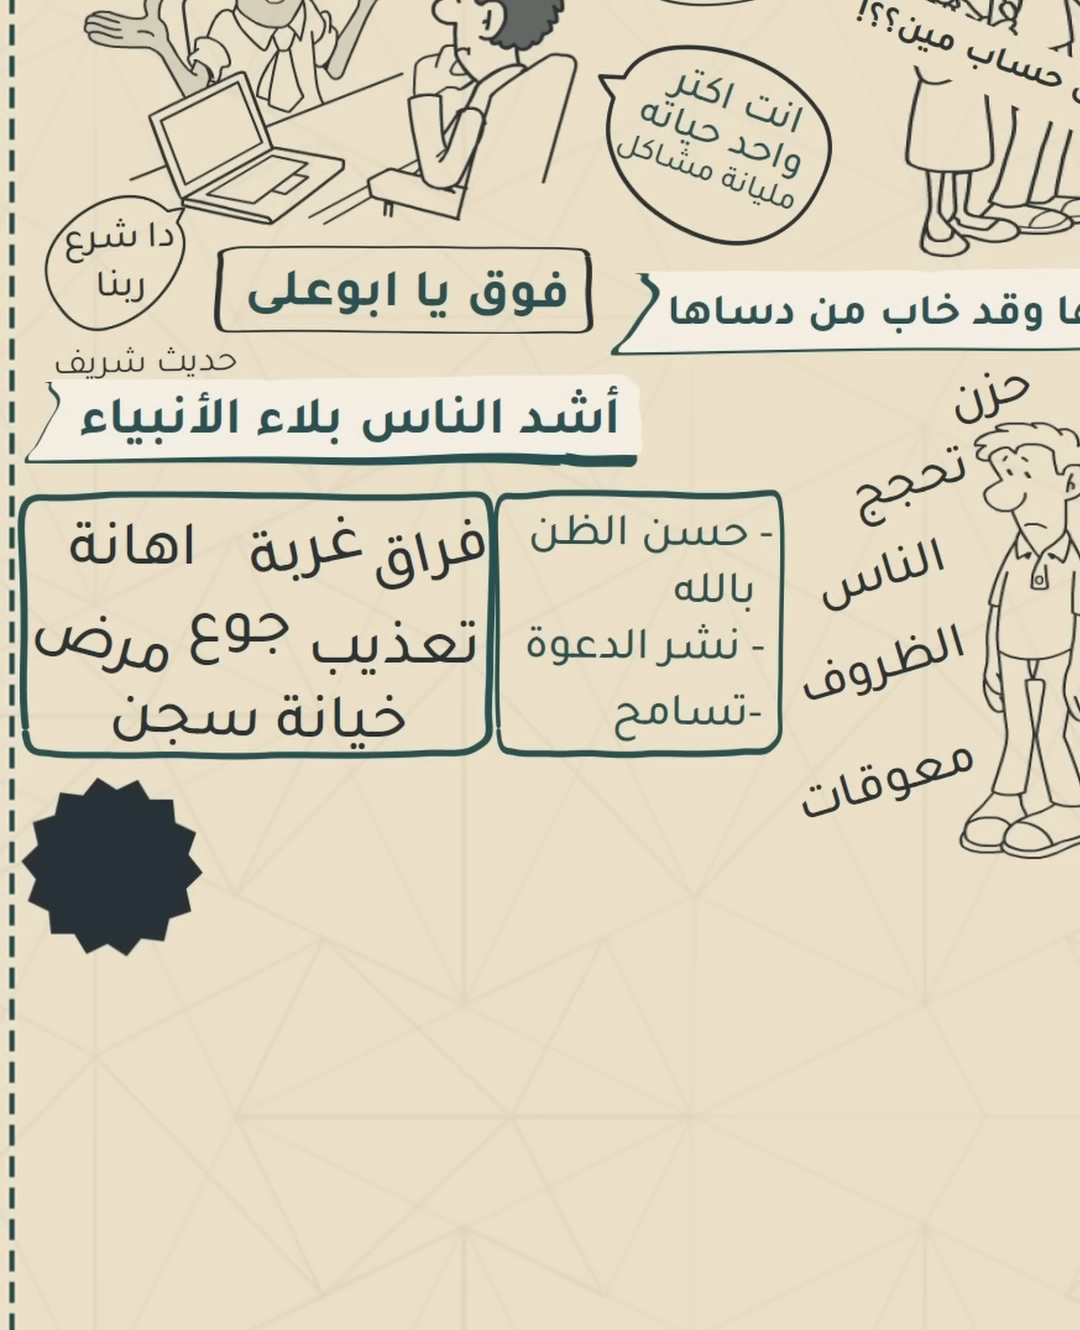 حساب مين؟؟!
انت اكتر
واحد حياته
مليانة مشاكل
دا شرع
ربنا
فوق يا ابوعلى
وقد خاب من دساها
حديث شريف
أشد الناس بلاء الأنبياء
حزن
تحجج
الناس
الظروف
معوقات
- حسن الظن
بالله
- نشر الدعوة
-تسامح
فراق غربة اهانة
تعذيب جوع مرض
خيانة سجن